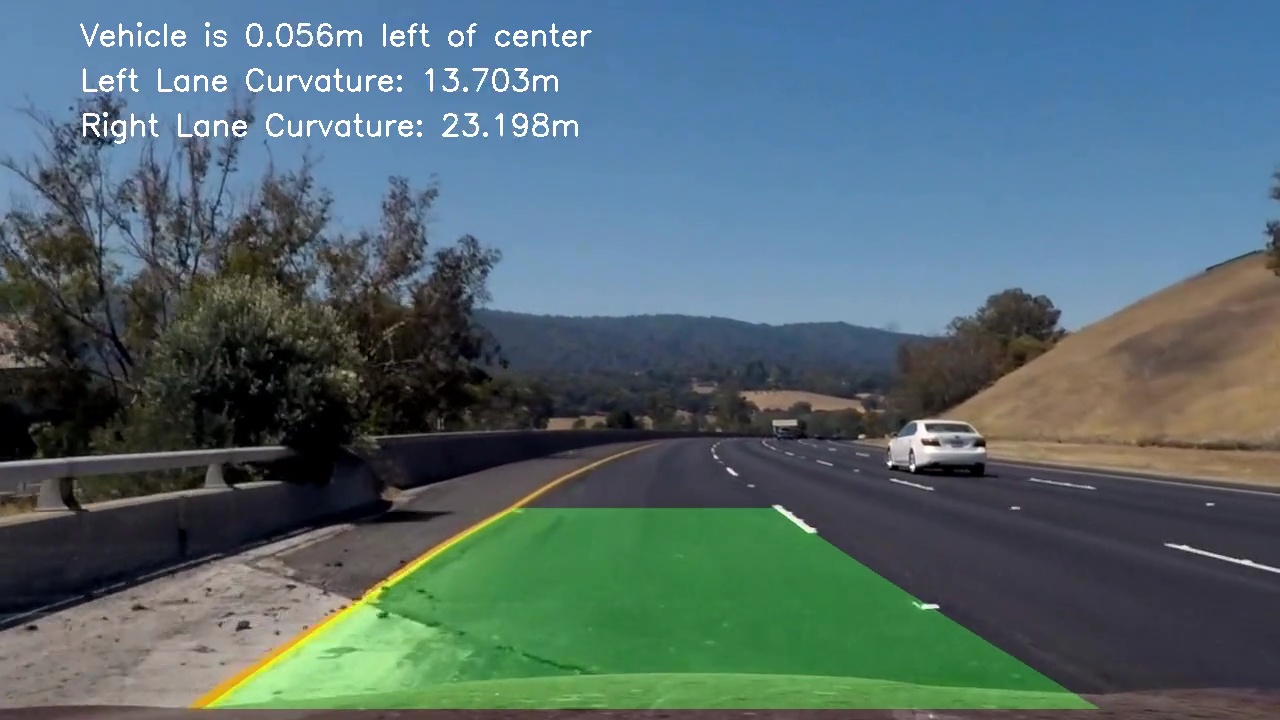 Vehicle is 0.056m left of center
Left Lane Curvature: 13.703m
Right Lane Curvature: 23.198m